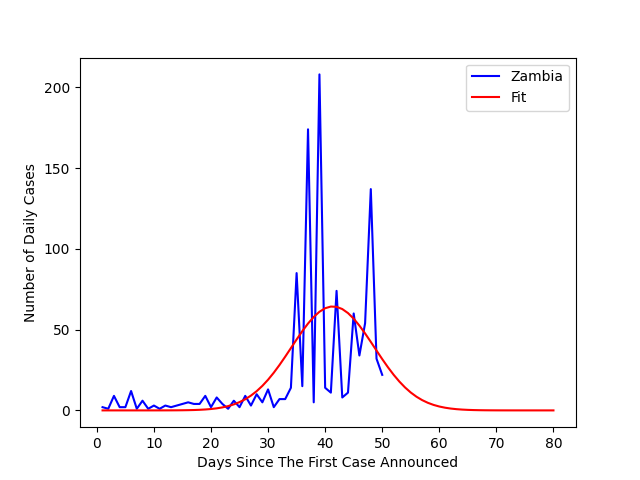 Zambia
Fit
200
150
100
50
0
Number of Daily Cases
0 10 20 30 40 50 60 70 80
Days Since The First Case Announced